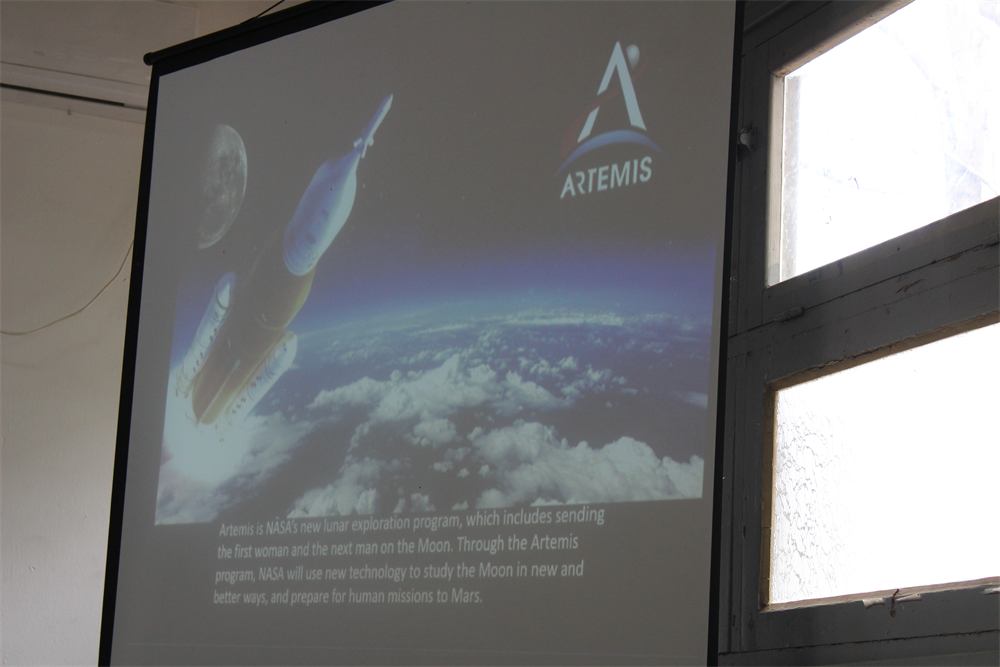 ARTEMIS
Artemis is NASA's new lunar exploration program, which includes sending
the first woman and the next man on the Moon. Through the Artemis
program, NASA will use new technology to study the Moon in new and
better ways, and prepare for human missions to Mars.